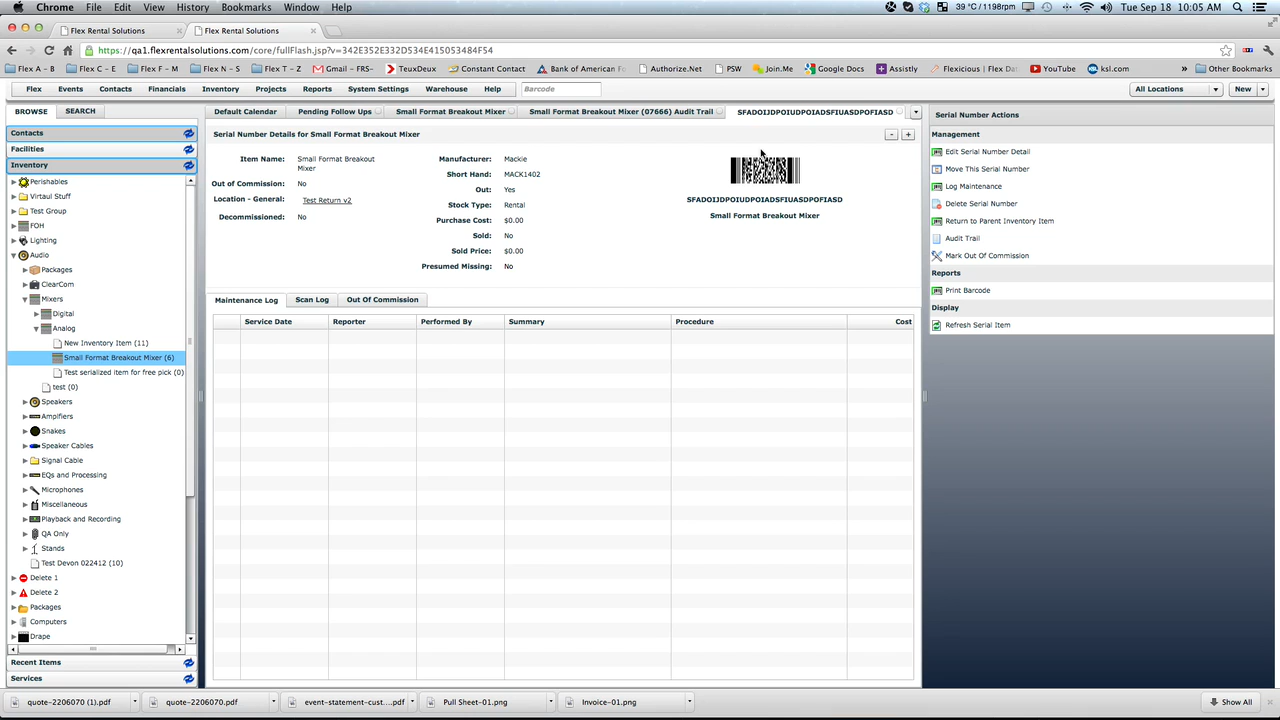 Chrome File Edit View History Bookmarks Window Help 39 °C / 1198rpm Tue Sep 18 10:05 AM
Flex Rental Solutions Flex Rental Solutions
https://qa1.flexrentalsolutions.com/core/fullFlash.jsp?v=342E352E332D534E415053484F54
Flex A - B Flex C - E Flex F - M Flex N - S Flex T - Z Gmail - FRS- TeuxDeux Constant Contact Bank of American F Authorize.Net PSW Join.Me Google Docs Assistly Flexicious | Flex Da YouTube ksl.com » Other Bookmarks
Flex Events Contacts Financials Inventory Projects Reports System Settings Warehouse Help Barcode All Locations New
BROWSE SEARCH Default Calendar Pending Follow Ups Small Format Breakout Mixer Small Format Breakout Mixer (07666) Audit Trail SFADOIJDPOIUDPOIADSFIUASDPOFIASD Serial Number Actions
Contacts
Facilities
Inventory
Perishables
Virtaul Stuff
Test Group
FOH
Lighting
Audio
Packages
ClearCom
Mixers
Digital
Analog
New Inventory Item (11)
Small Format Breakout Mixer (6)
Test serialized item for free pick (0)
test (0)
Speakers
Amplfiers
Snakes
Speaker Cables
Signal Cable
EQs and Processing
Microphones
Miscellaneous
Playback and Recording
QA Only
Stands
Test Devon 022412 (10)
Delete 1
Delete 2
Packages
Computers
Drape
Recent Items
Services
Serial Number Details for Small Format Breakout Mixer - +
Item Name: Small Format Breakout
Mixer
Out of Commission: No
Location - General: Test Return v2
Decommissioned: No
Manufacturer: Mackie
Short Hand: MACK1402
Out: Yes
Stock Type: Rental
Purchase Cost: $0.00
Sold: No
Sold Price: $0.00
Presumed Missing: No
SFADOIJDPOIUDPOIADSFIUASDPOFIASD
Small Format Breakout Mixer
Maintenance Log Scan Log Out Of Commission
Service Date Reporter Performed By Summary Procedure Cost
Management
Edit Serial Number Detail
Move This Serial Number
Log Maintenance
Delete Serial Number
Return to Parent Inventory Item
Audit Trail
Mark Out Of Commission
Reports
Print Barcode
Display
Refresh Serial Item
quote-2206070 (1).pdf quote-2206070.pdf event-statement-cust....pdf Pull Sheet-01.png Invoice-01.png Show All